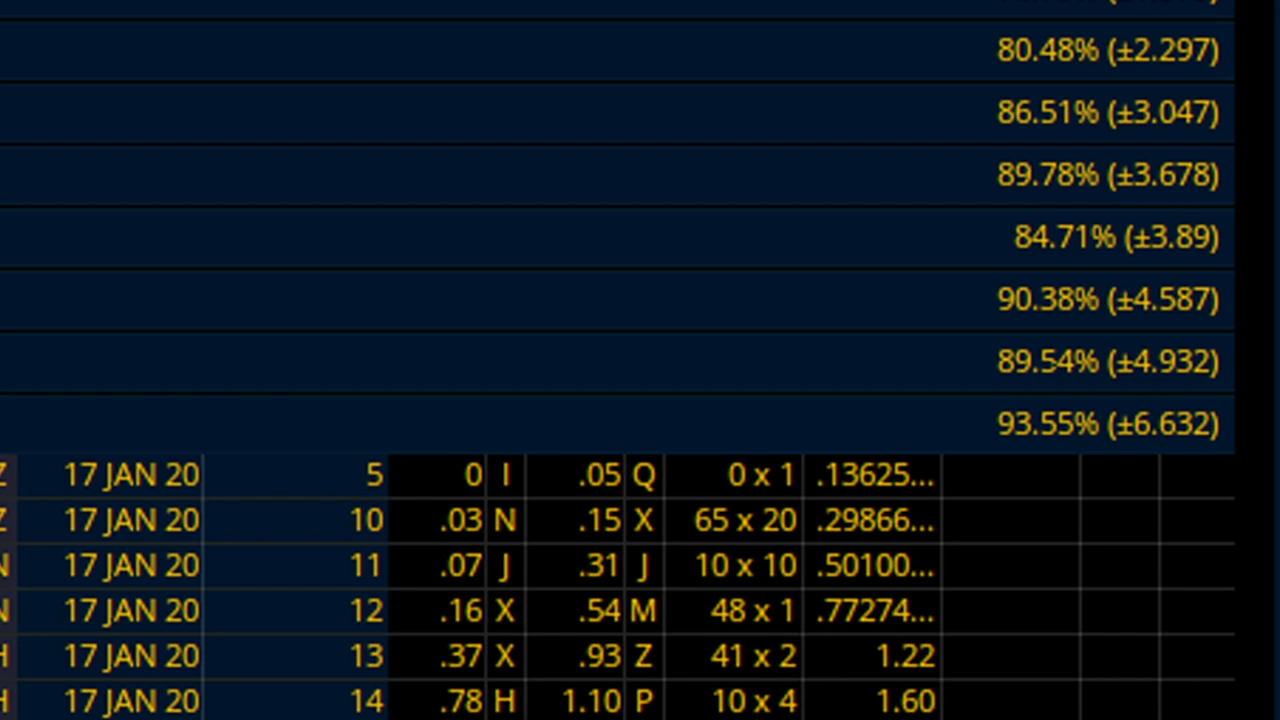 80.48% (±2.297)
86.51% (±3.047)
89.78% (±3.678)
84.71% (±3.89)
90.38% (±4.587)
89.54% (±4.932)
93.55% (±6.632)
Z 17 JAN 20 5 0 I .05 Q 0 x 1 .13625...
Z 17 JAN 20 10 .03 N .15 X 65 x 20 .29866...
N 17 JAN 20 11 .07 J .31 J 10 x 10 .50100...
N 17 JAN 20 12 .16 X .54 M 48 x 1 .77274...
H 17 JAN 20 13 .37 X .93 Z 41 x 2 1.22
H 17 JAN 20 14 .78 H 1.10 P 10 x 4 1.60